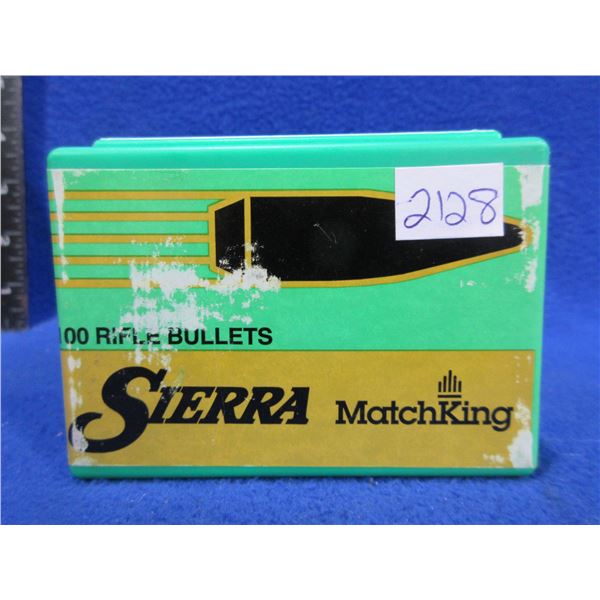 2128
100 RIFLE BULLETS
SIERRA MatchKing